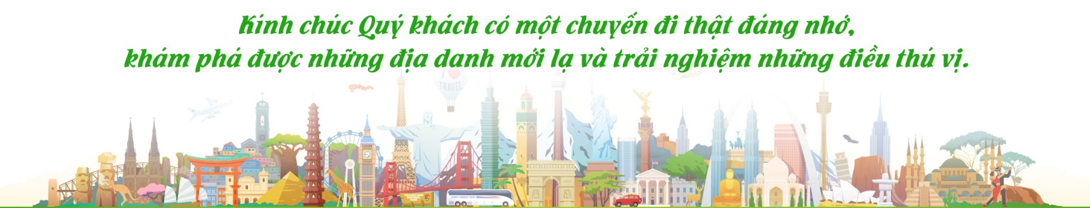 Kính chúc Quý khách có một chuyến đi thật đáng nhớ,
khám phá được những địa danh mới lạ và trải nghiệm những điều thú vị.
I ❤ TRAVEL